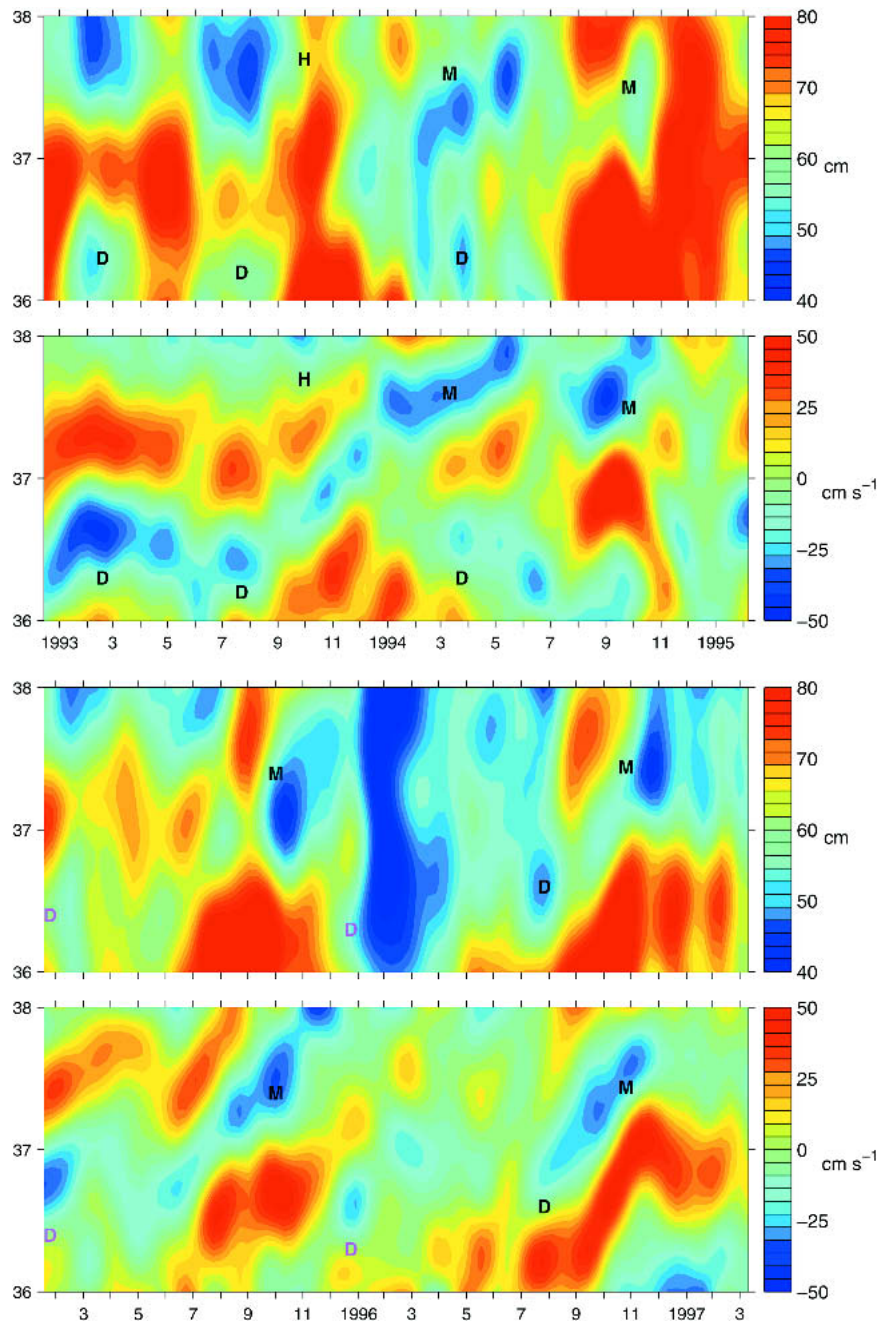 38 H M M 80
70
37 60 cm
D D D 50
36 40
38 50
H M M 25
37 0 cm s⁻¹
D D D −25
36 −50
1993 3 5 7 9 11 1994 3 5 7 9 11 1995
38 80
M M 70
37 60 cm
D D D 50
36 40
38 50
M M 25
37 0 cm s⁻¹
D D D −25
36 −50
3 5 7 9 11 1996 3 5 7 9 11 1997 3